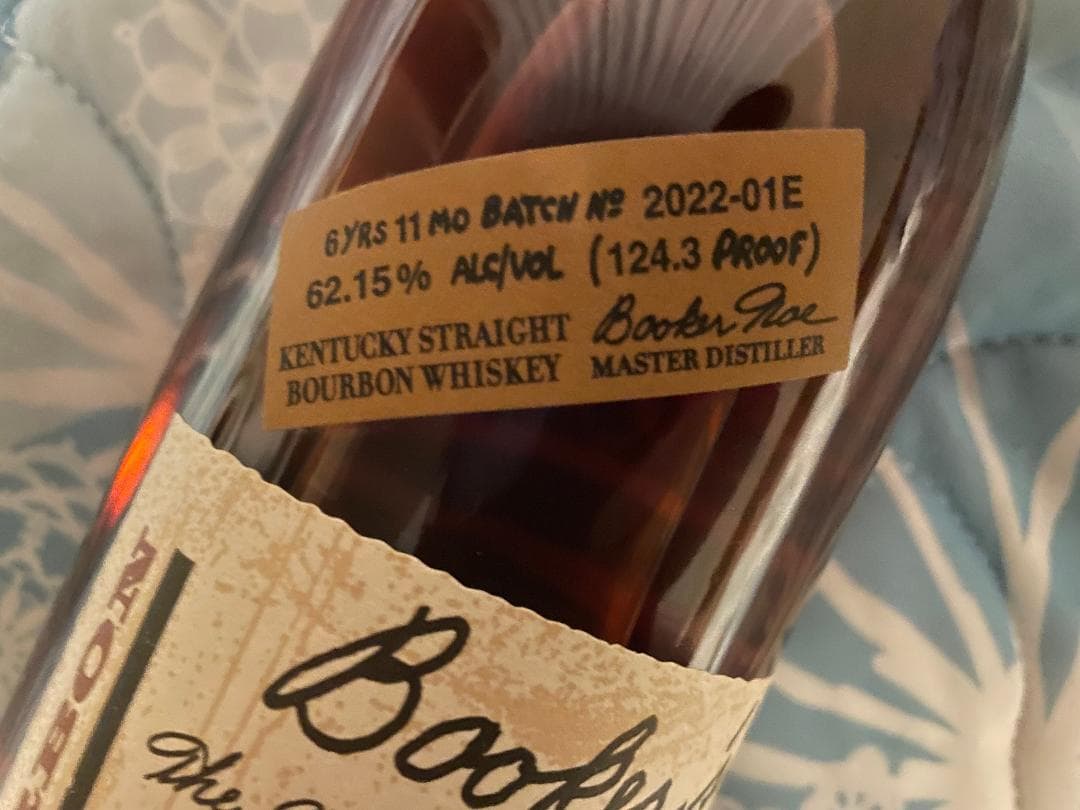 6 YRS 11 MO BATCH Nº 2022-01E
62.15% ALC/VOL (124.3 PROOF)
KENTUCKY STRAIGHT
BOURBON WHISKEY
Booker Noe
MASTER DISTILLER
Booker
The